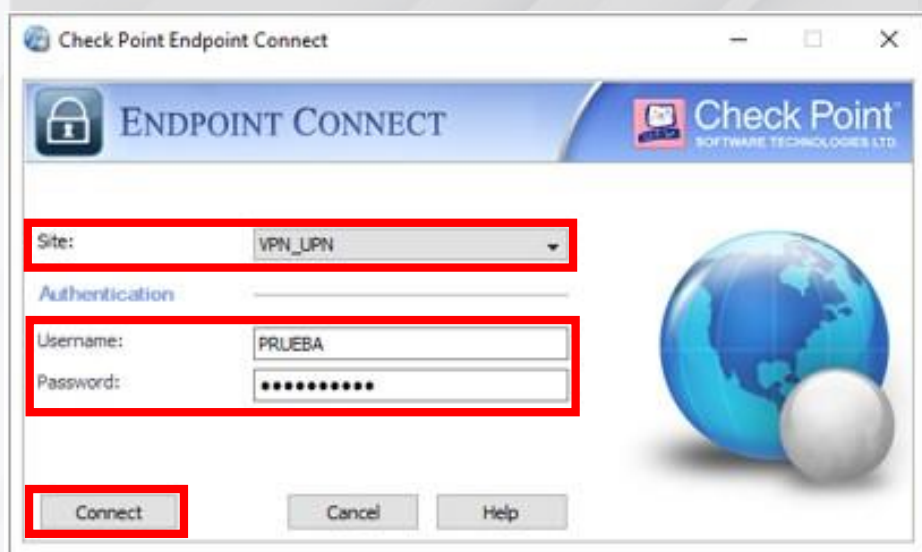 Check Point Endpoint Connect
ENDPOINT CONNECT
Check Point™
SOFTWARE TECHNOLOGIES LTD.
Site: VPN_UPN
Authentication
Username: PRUEBA
Password: ●●●●●●●●●●
Connect Cancel Help